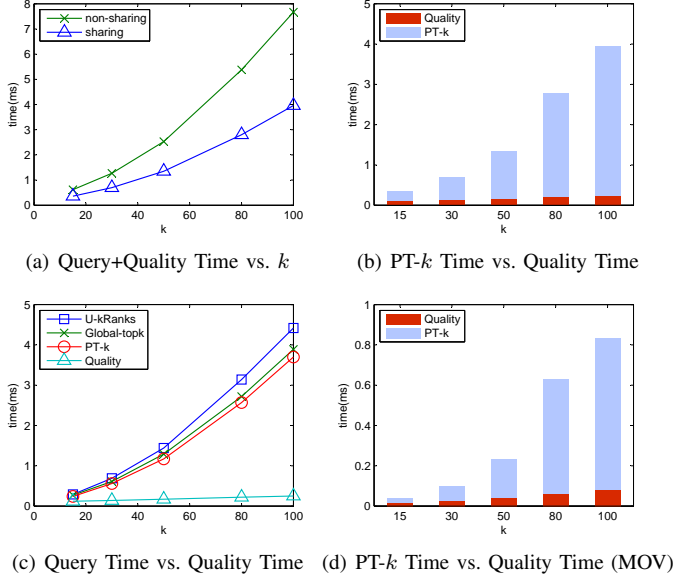 8
7
6
5
4
3
2
1
0
time(ms)
non-sharing
sharing
0 20 40 60 80 100
k
(a) Query+Quality Time vs. k
5
4
3
2
1
0
time(ms)
Quality
PT-k
15 30 50 80 100
k
(b) PT-k Time vs. Quality Time
5
4
3
2
1
0
time(ms)
U-kRanks
Global-topk
PT-k
Quality
0 20 40 60 80 100
k
(c) Query Time vs. Quality Time
1
0.8
0.6
0.4
0.2
0
time(ms)
Quality
PT-k
15 30 50 80 100
k
(d) PT-k Time vs. Quality Time (MOV)